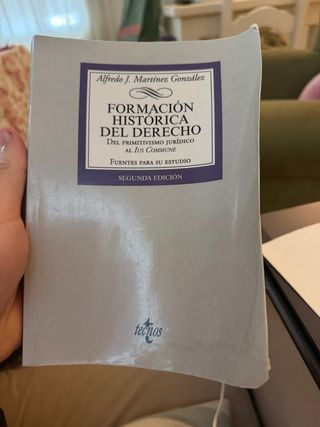 Alfredo J. Martínez González
FORMACIÓN
HISTÓRICA
DEL DERECHO
DEL PRIMITIVISMO JURÍDICO
AL IUS COMMUNE
FUENTES PARA SU ESTUDIO
SEGUNDA EDICIÓN
tecnos